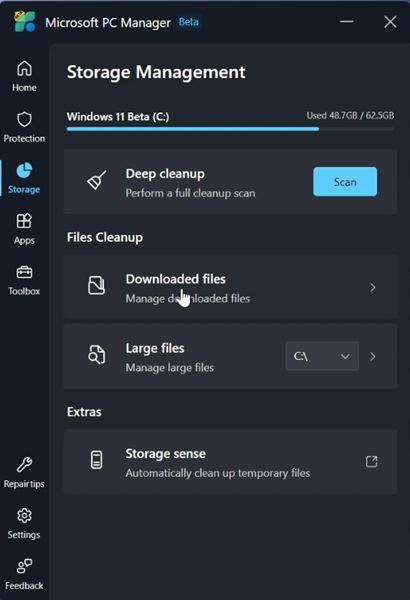 Microsoft PC Manager Beta
Home
Protection
Storage
Apps
Toolbox
Repair tips
Settings
Feedback
Storage Management
Windows 11 Beta (C:) Used 48.7GB / 62.5GB
Deep cleanup
Perform a full cleanup scan
Scan
Files Cleanup
Downloaded files
Manage downloaded files
Large files
Manage large files
C:\
Extras
Storage sense
Automatically clean up temporary files